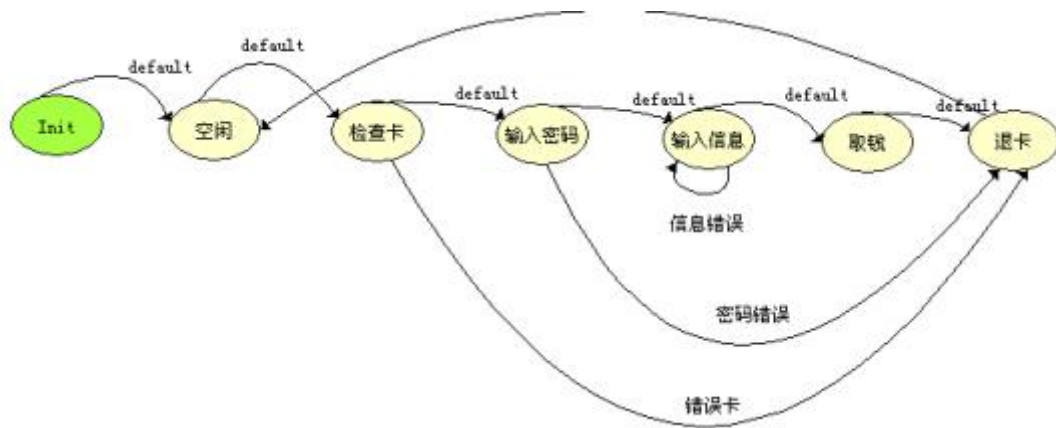 default
default
default
default
default
default
Init
空闲
检查卡
输入密码
输入信息
取钱
退卡
信息错误
密码错误
错误卡